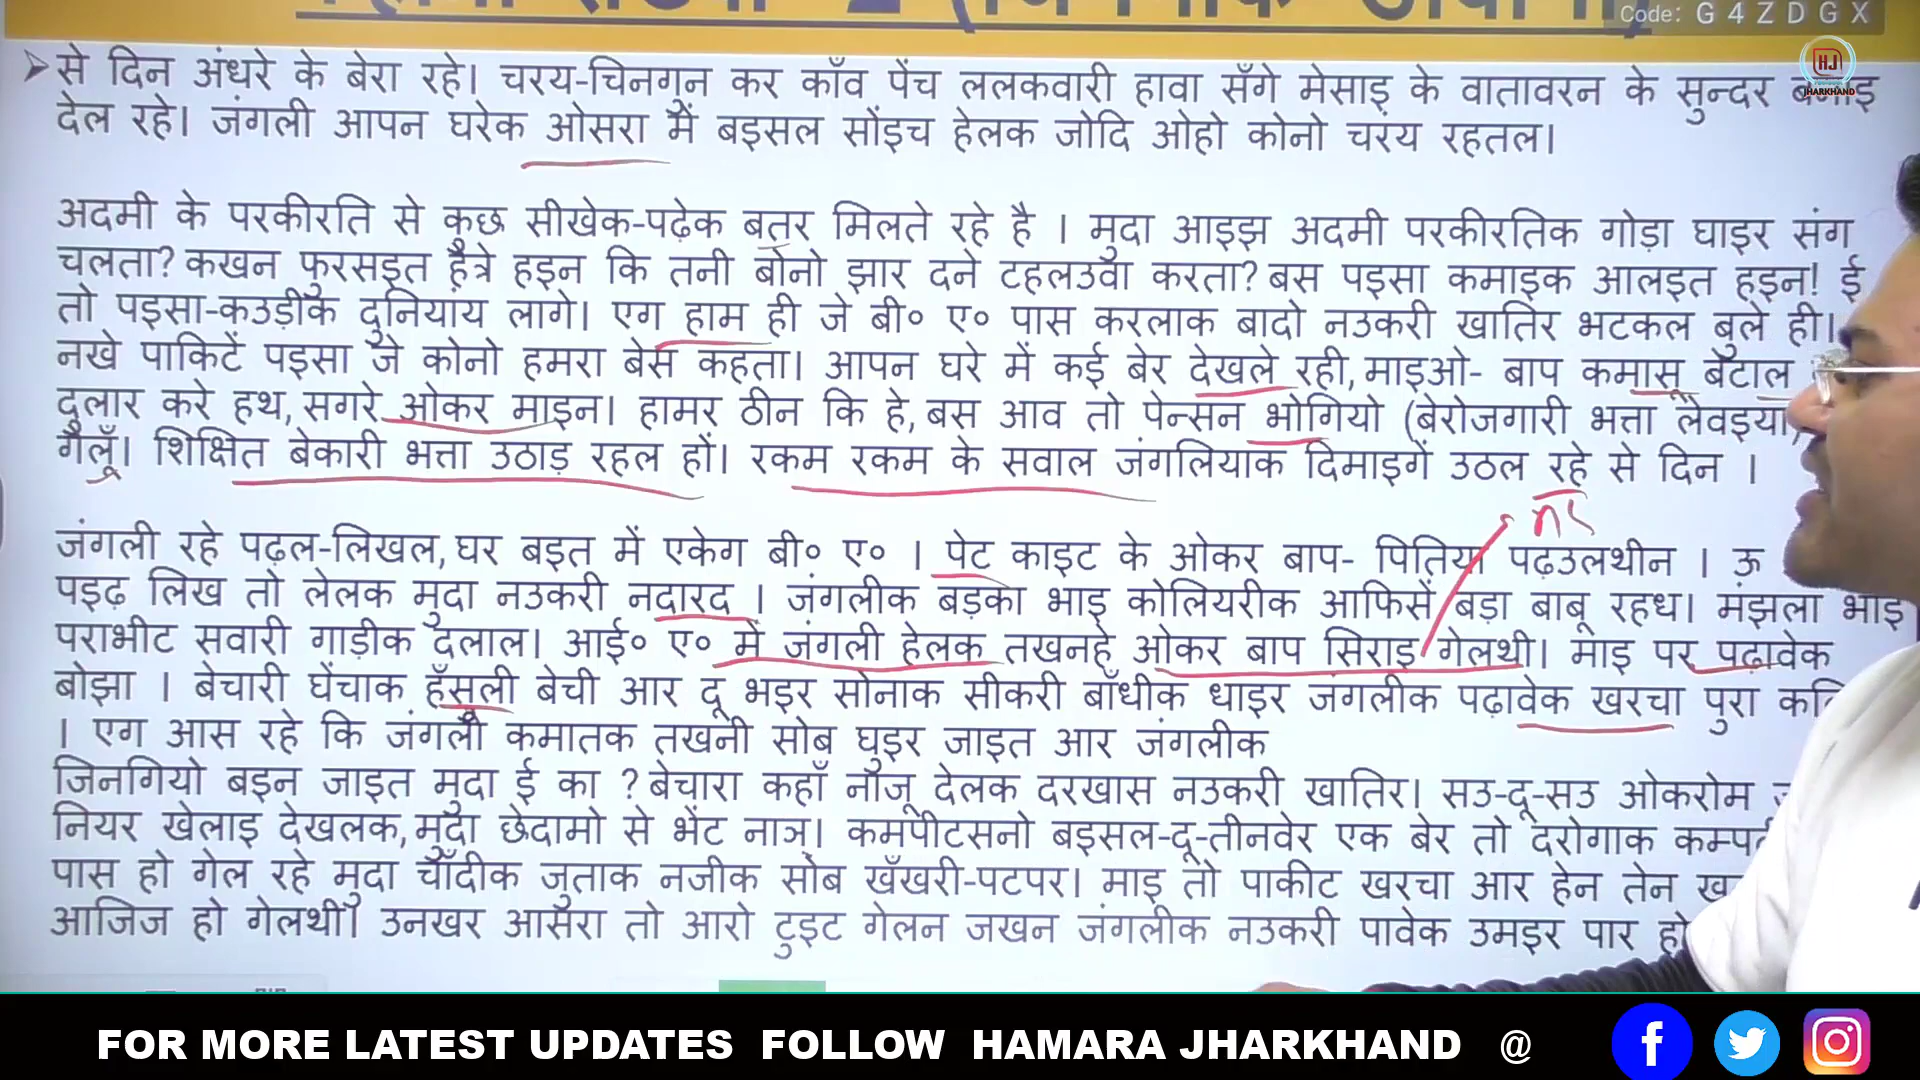 Code: G 4 Z D G X
HJ
JHARKHAND
➤से दिन अंधरे के बेरा रहे। चरय-चिनगुन कर काँव पेंच ललकवारी हावा सँगे मेसाइ के वातावरन के सुन्दर बनाइ
देल रहे। जंगली आपन घरेक ओसरा में बइसल सोंइच हेलक जोदि ओहो कोनो चरंय रहतल।
अदमी के परकीरति से कुछ सीखेक-पढ़ेक बतर मिलते रहे है । मुदा आइझ अदमी परकीरतिक गोड़ा घाइर संग
चलता? कखन फुरसइत हैत्रे हइन कि तनी बोनो झार दने टहलउवा करता? बस पइसा कमाइक आलइत हइन! ई
तो पइसा-कउड़ीक दुनियाय लागे। एग हाम ही जे बी० ए० पास करलाक बादो नउकरी खातिर भटकल बुले ही।
नखे पाकिटें पइसा जे कोनो हमरा बेस कहता। आपन घरे में कई बेर देखले रही, माइओ- बाप कमासू बेटाल
दुलार करे हथ, सगरे ओकर माइन। हामर ठीन कि हे, बस आव तो पेन्सन भोगियो (बेरोजगारी भत्ता लेवइया)
गेलूँ। शिक्षित बेकारी भत्ता उठाड़ रहल हों। रकम रकम के सवाल जंगलियाक दिमाइगें उठल रहे से दिन ।
जंगली रहे पढ़ल-लिखल, घर बइत में एकेग बी० ए० । पेट काइट के ओकर बाप- पितिया पढ़उलथीन । ऊ
पइढ़ लिख तो लेलक मुदा नउकरी नदारद । जंगलीक बड़का भाइ कोलियरीक आफिसें बड़ा बाबू रहथ। मंझला भाइ
पराभीट सवारी गाड़ीक दलाल। आई० ए० में जंगली हेलक तखनहे ओकर बाप सिराइ गेलथी। माइ पर पढ़ावेक
बोझा । बेचारी घेंचाक हँसुली बेची आर दू भइर सोनाक सीकरी बाँधीक धाइर जंगलीक पढ़ावेक खरचा पुरा
। एग आस रहे कि जंगली कमातक तखनी सोब घुइर जाइत आर जंगलीक
जिनगियो बइन जाइत मुदा ई का ? बेचारा कहाँ नाजू देलक दरखास नउकरी खातिर। सउ-दू-सउ ओकरोम
नियर खेलाइ देखलक, मुदा छेदामो से भेंट नाञ्। कमपीटसनो बइसल-दू-तीनवेर एक बेर तो दरोगाक
पास हो गेल रहे मुदा चाँदीक जुताक नजीक सोब खँखरी-पटपर। माइ तो पाकीट खरचा आर हेन तेन
आजिज हो गेलथी। उनखर आसरा तो आरो टुइट गेलन जखन जंगलीक नउकरी पावेक उमइर पार
FOR MORE LATEST UPDATES FOLLOW HAMARA JHARKHAND @